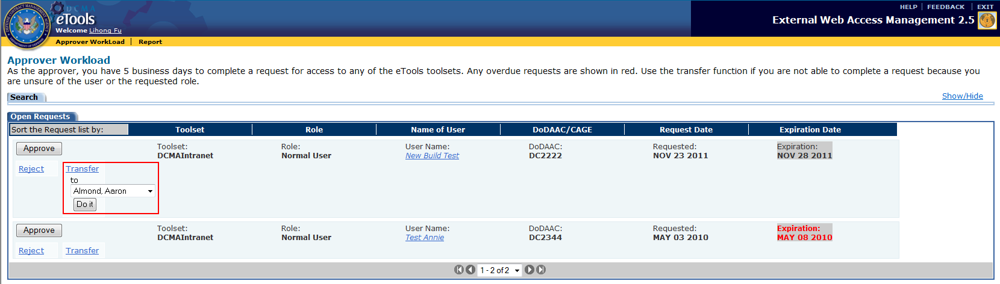 HELP | FEEDBACK | EXIT
DCMA
eTools
External Web Access Management 2.5
Welcome Lihong Fu
Approver WorkLoad | Report
Approver Workload
As the approver, you have 5 business days to complete a request for access to any of the eTools toolsets. Any overdue requests are shown in red. Use the transfer function if you are not able to complete a request because you
are unsure of the user or the requested role.
Search Show/Hide
Open Requests
Sort the Request list by: Toolset Role Name of User DoDAAC/CAGE Request Date Expiration Date
Approve Toolset: Role: User Name: DoDAAC: Requested: Expiration:
DCMAIntranet Normal User New Build Test DC2222 NOV 23 2011 NOV 28 2011
Reject Transfer
to
Almond, Aaron
Do it
Approve Toolset: Role: User Name: DoDAAC: Requested: Expiration:
DCMAIntranet Normal User Test Annie DC2344 MAY 03 2010 MAY 08 2010
Reject Transfer
1 - 2 of 2